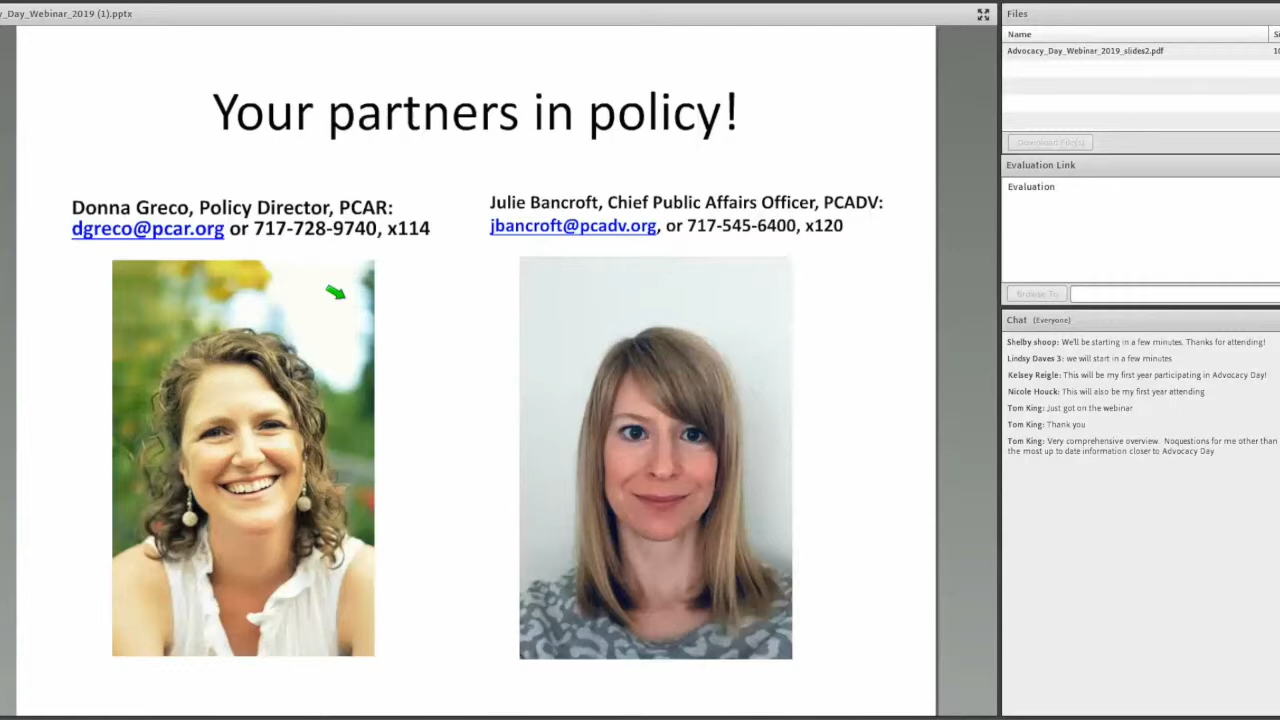 y_Day_Webinar_2019 (1).pptx
Your partners in policy!
Donna Greco, Policy Director, PCAR:
dgreco@pcar.org or 717-728-9740, x114
Julie Bancroft, Chief Public Affairs Officer, PCADV:
jbancroft@pcadv.org, or 717-545-6400, x120
Files
Name
Advocacy_Day_Webinar_2019_slides2.pdf
Download File(s)
Evaluation Link
Evaluation
Browse To
Chat (Everyone)
Shelby shoop: We'll be starting in a few minutes. Thanks for attending!
Lindsy Daves 3: we will start in a few minutes
Kelsey Reigle: This will be my first year participating in Advocacy Day!
Nicole Houck: This will also be my first year attending
Tom King: Just got on the webinar
Tom King: Thank you
Tom King: Very comprehensive overview. Noquestions for me other than
the most up to date information closer to Advocacy Day